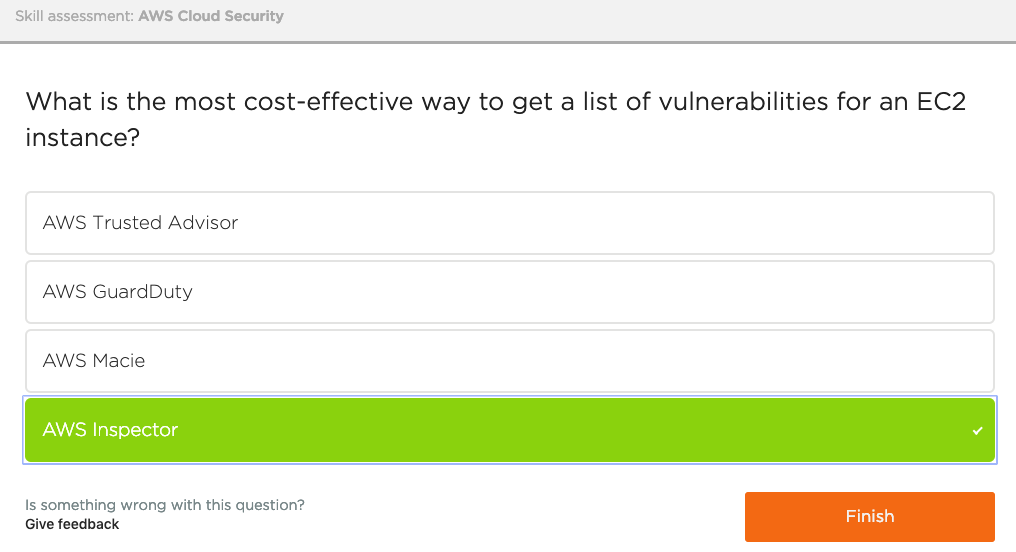 Skill assessment: AWS Cloud Security
What is the most cost-effective way to get a list of vulnerabilities for an EC2
instance?
AWS Trusted Advisor
AWS GuardDuty
AWS Macie
AWS Inspector
Is something wrong with this question?
Give feedback
Finish